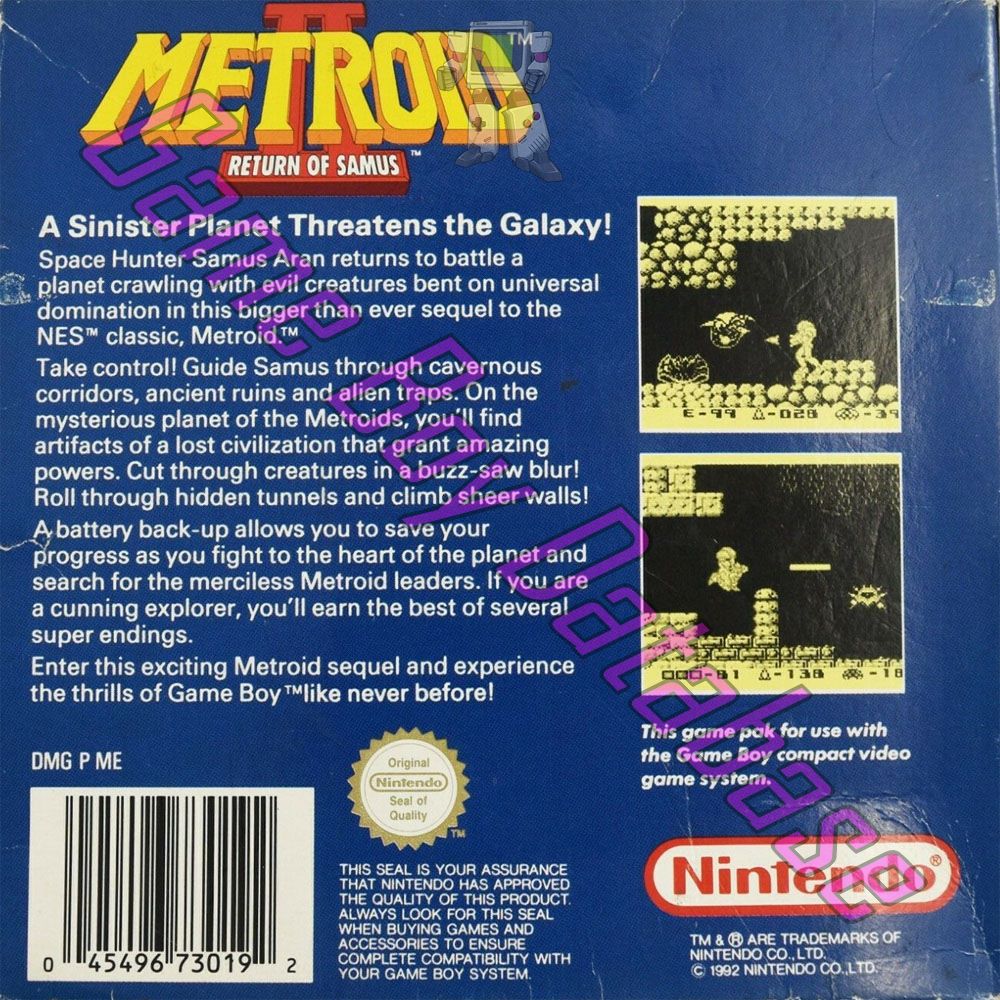 METROID™
II
RETURN OF SAMUS™
A Sinister Planet Threatens the Galaxy!
Space Hunter Samus Aran returns to battle a
planet crawling with evil creatures bent on universal
domination in this bigger than ever sequel to the
NES™ classic, Metroid.™
Take control! Guide Samus through cavernous
corridors, ancient ruins and alien traps. On the
mysterious planet of the Metroids, you'll find
artifacts of a lost civilization that grant amazing
powers. Cut through creatures in a buzz-saw blur!
Roll through hidden tunnels and climb sheer walls!
A battery back-up allows you to save your
progress as you fight to the heart of the planet and
search for the merciless Metroid leaders. If you are
a cunning explorer, you'll earn the best of several
super endings.
Enter this exciting Metroid sequel and experience
the thrills of Game Boy™ like never before!
E-99 -028 -39
-81 -138 -18
This game pak for use with
the Game Boy compact video
game system.
DMG P ME
Original
Nintendo
Seal of
Quality
™
THIS SEAL IS YOUR ASSURANCE
THAT NINTENDO HAS APPROVED
THE QUALITY OF THIS PRODUCT.
ALWAYS LOOK FOR THIS SEAL
WHEN BUYING GAMES AND
ACCESSORIES TO ENSURE
COMPLETE COMPATIBILITY WITH
YOUR GAME BOY SYSTEM.
0 45496 73019 2
Nintendo®
TM & ® ARE TRADEMARKS OF
NINTENDO CO., LTD.
© 1992 NINTENDO CO., LTD.
Game Boy Database